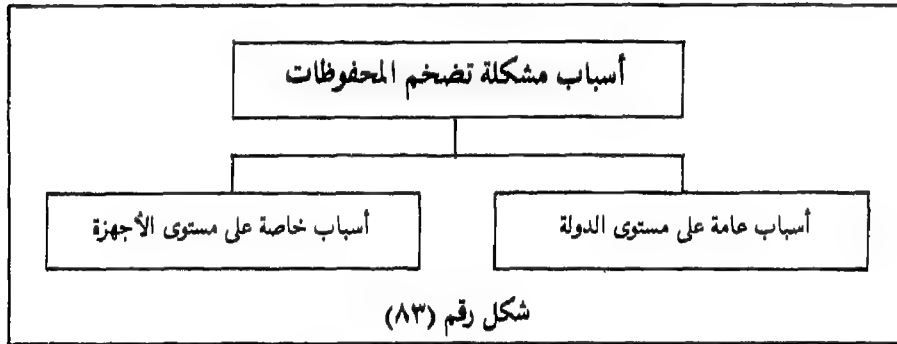 أسباب مشكلة تضخم المحفوظات
أسباب عامة على مستوى الدولة
أسباب خاصة على مستوى الأجهزة
شكل رقم (٨٣)